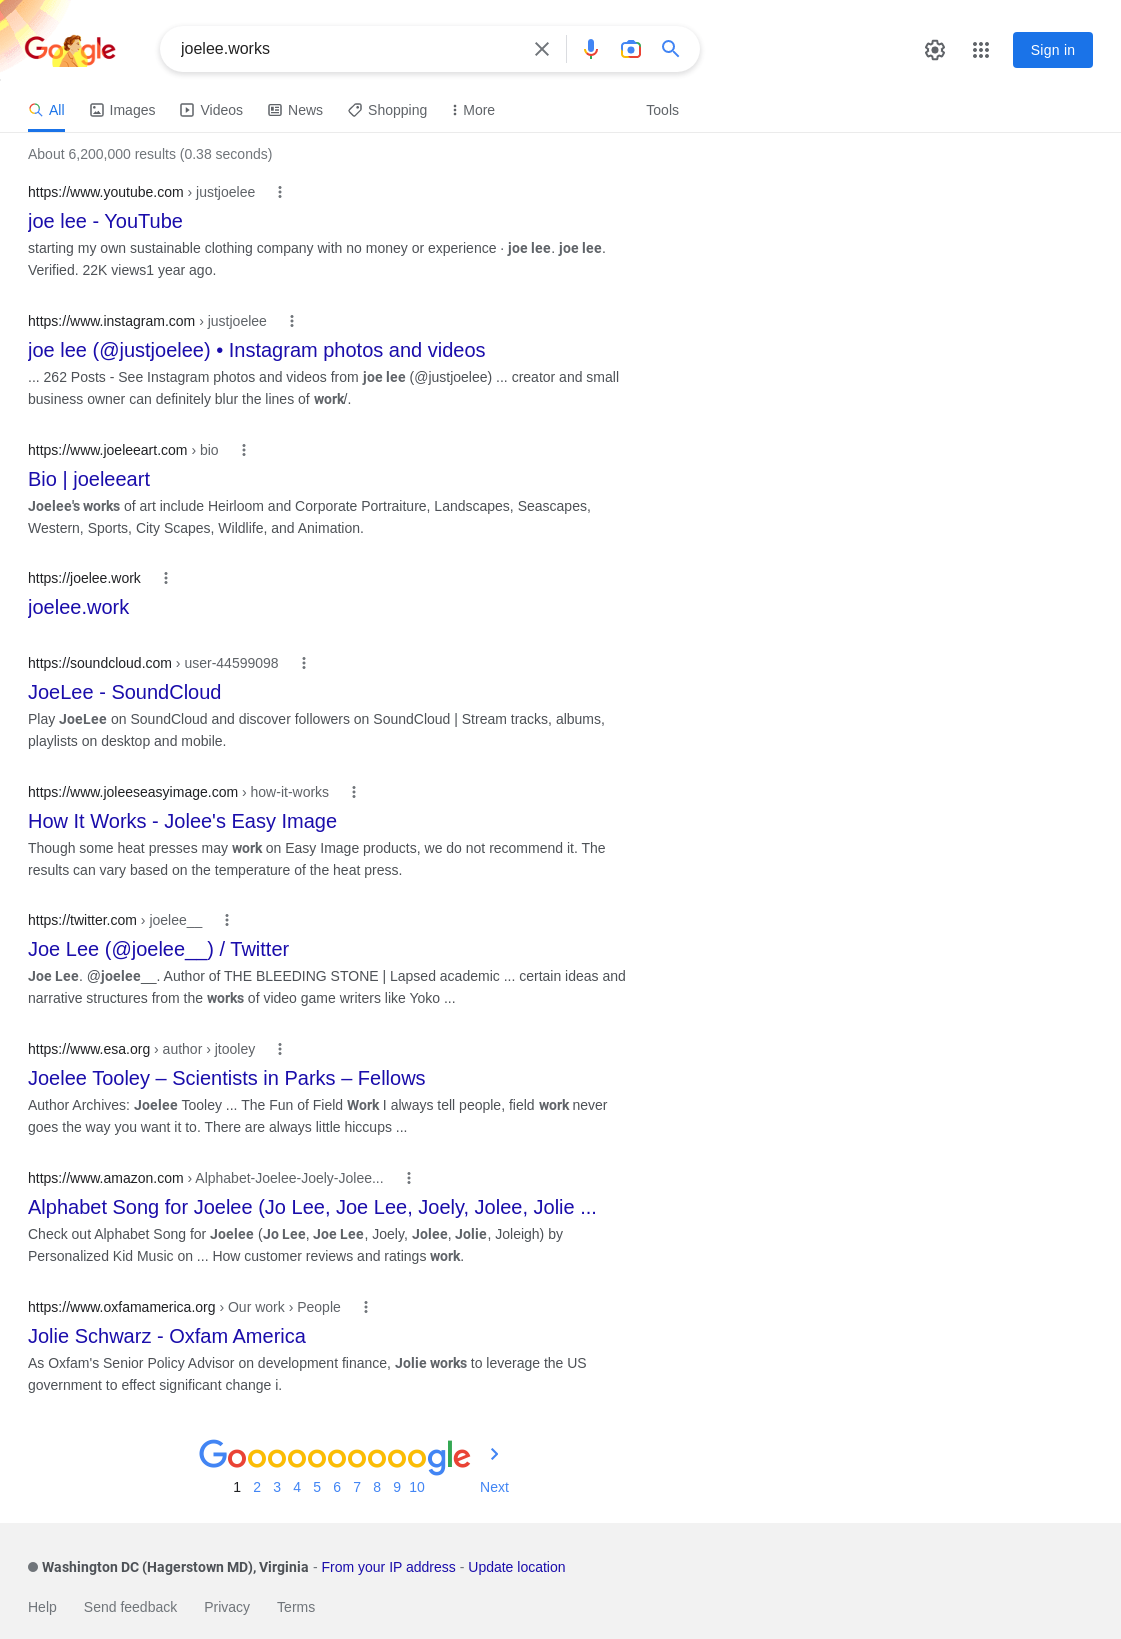 Google
joelee.works
Sign in
All Images Videos News Shopping More Tools
About 6,200,000 results (0.38 seconds)
https://www.youtube.com › justjoelee
joe lee - YouTube
starting my own sustainable clothing company with no money or experience · joe lee. joe lee.
Verified. 22K views1 year ago.
https://www.instagram.com › justjoelee
joe lee (@justjoelee) • Instagram photos and videos
... 262 Posts - See Instagram photos and videos from joe lee (@justjoelee) ... creator and small
business owner can definitely blur the lines of work/.
https://www.joeleeart.com › bio
Bio | joeleeart
Joelee's works of art include Heirloom and Corporate Portraiture, Landscapes, Seascapes,
Western, Sports, City Scapes, Wildlife, and Animation.
https://joelee.work
joelee.work
https://soundcloud.com › user-44599098
JoeLee - SoundCloud
Play JoeLee on SoundCloud and discover followers on SoundCloud | Stream tracks, albums,
playlists on desktop and mobile.
https://www.joleeseasyimage.com › how-it-works
How It Works - Jolee's Easy Image
Though some heat presses may work on Easy Image products, we do not recommend it. The
results can vary based on the temperature of the heat press.
https://twitter.com › joelee__
Joe Lee (@joelee__) / Twitter
Joe Lee. @joelee__. Author of THE BLEEDING STONE | Lapsed academic ... certain ideas and
narrative structures from the works of video game writers like Yoko ...
https://www.esa.org › author › jtooley
Joelee Tooley – Scientists in Parks – Fellows
Author Archives: Joelee Tooley ... The Fun of Field Work I always tell people, field work never
goes the way you want it to. There are always little hiccups ...
https://www.amazon.com › Alphabet-Joelee-Joely-Jolee...
Alphabet Song for Joelee (Jo Lee, Joe Lee, Joely, Jolee, Jolie ...
Check out Alphabet Song for Joelee (Jo Lee, Joe Lee, Joely, Jolee, Jolie, Joleigh) by
Personalized Kid Music on ... How customer reviews and ratings work.
https://www.oxfamamerica.org › Our work › People
Jolie Schwarz - Oxfam America
As Oxfam's Senior Policy Advisor on development finance, Jolie works to leverage the US
government to effect significant change i.
Goooooooooogle
1 2 3 4 5 6 7 8 9 10 Next
Washington DC (Hagerstown MD), Virginia - From your IP address - Update location
Help Send feedback Privacy Terms